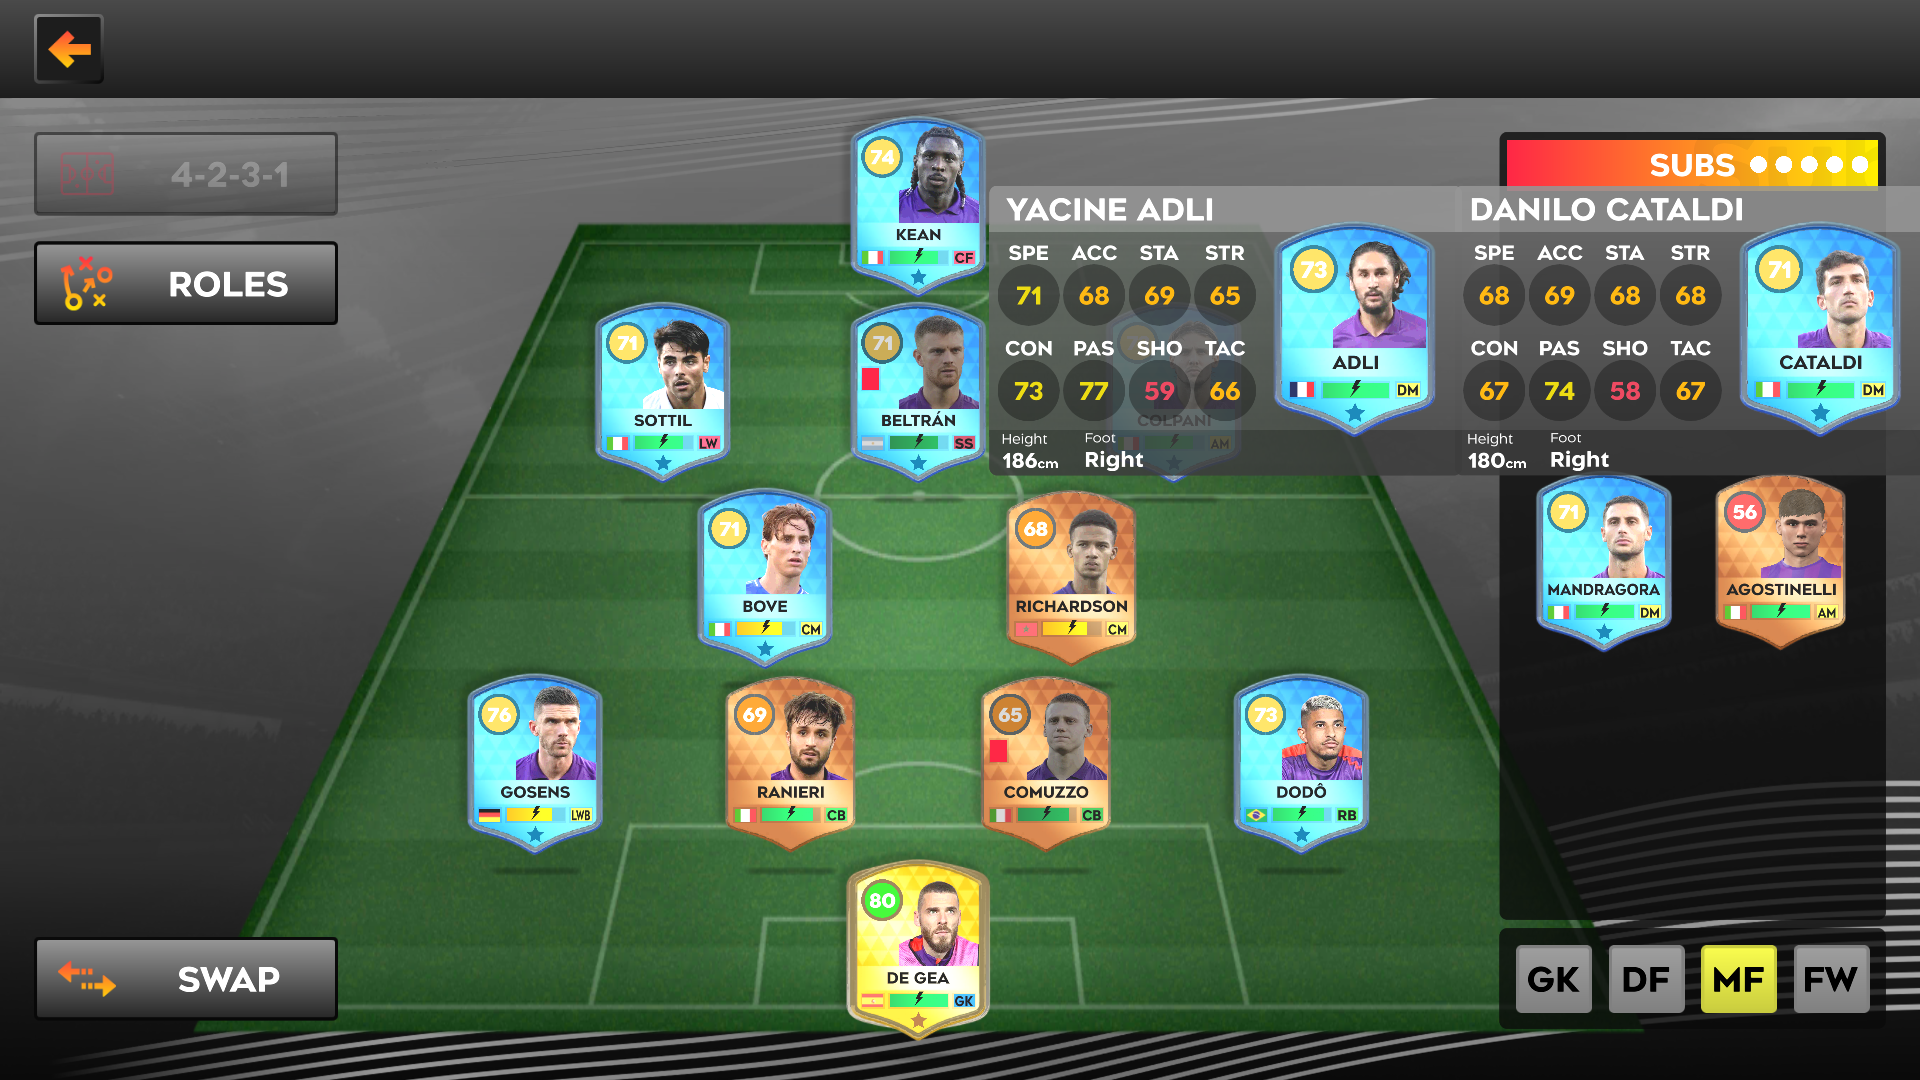 4-2-3-1
ROLES
SWAP
74
KEAN
CF
71
SOTTIL
LW
71
BELTRÁN
SS
COLPANI
AM
71
BOVE
CM
68
RICHARDSON
CM
76
GOSENS
LWB
69
RANIERI
CB
65
COMUZZO
CB
73
DODÔ
RB
80
DE GEA
GK
SUBS
YACINE ADLI
SPE ACC STA STR
71 68 69 65
CON PAS SHO TAC
73 77 59 66
Height Foot
186cm Right
73
ADLI
DM
DANILO CATALDI
SPE ACC STA STR
68 69 68 68
CON PAS SHO TAC
67 74 58 67
Height Foot
180cm Right
71
CATALDI
DM
71
MANDRAGORA
DM
56
AGOSTINELLI
AM
GK DF MF FW